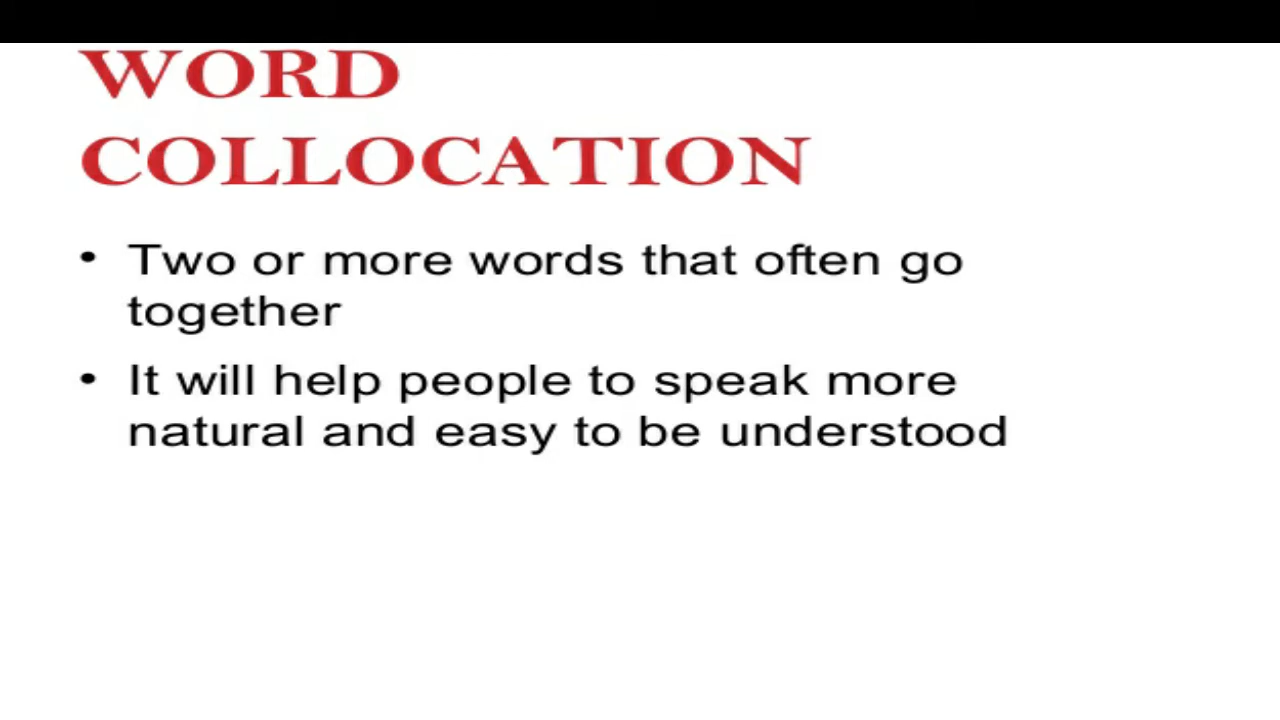 WORD
COLLOCATION
• Two or more words that often go
together
• It will help people to speak more
natural and easy to be understood